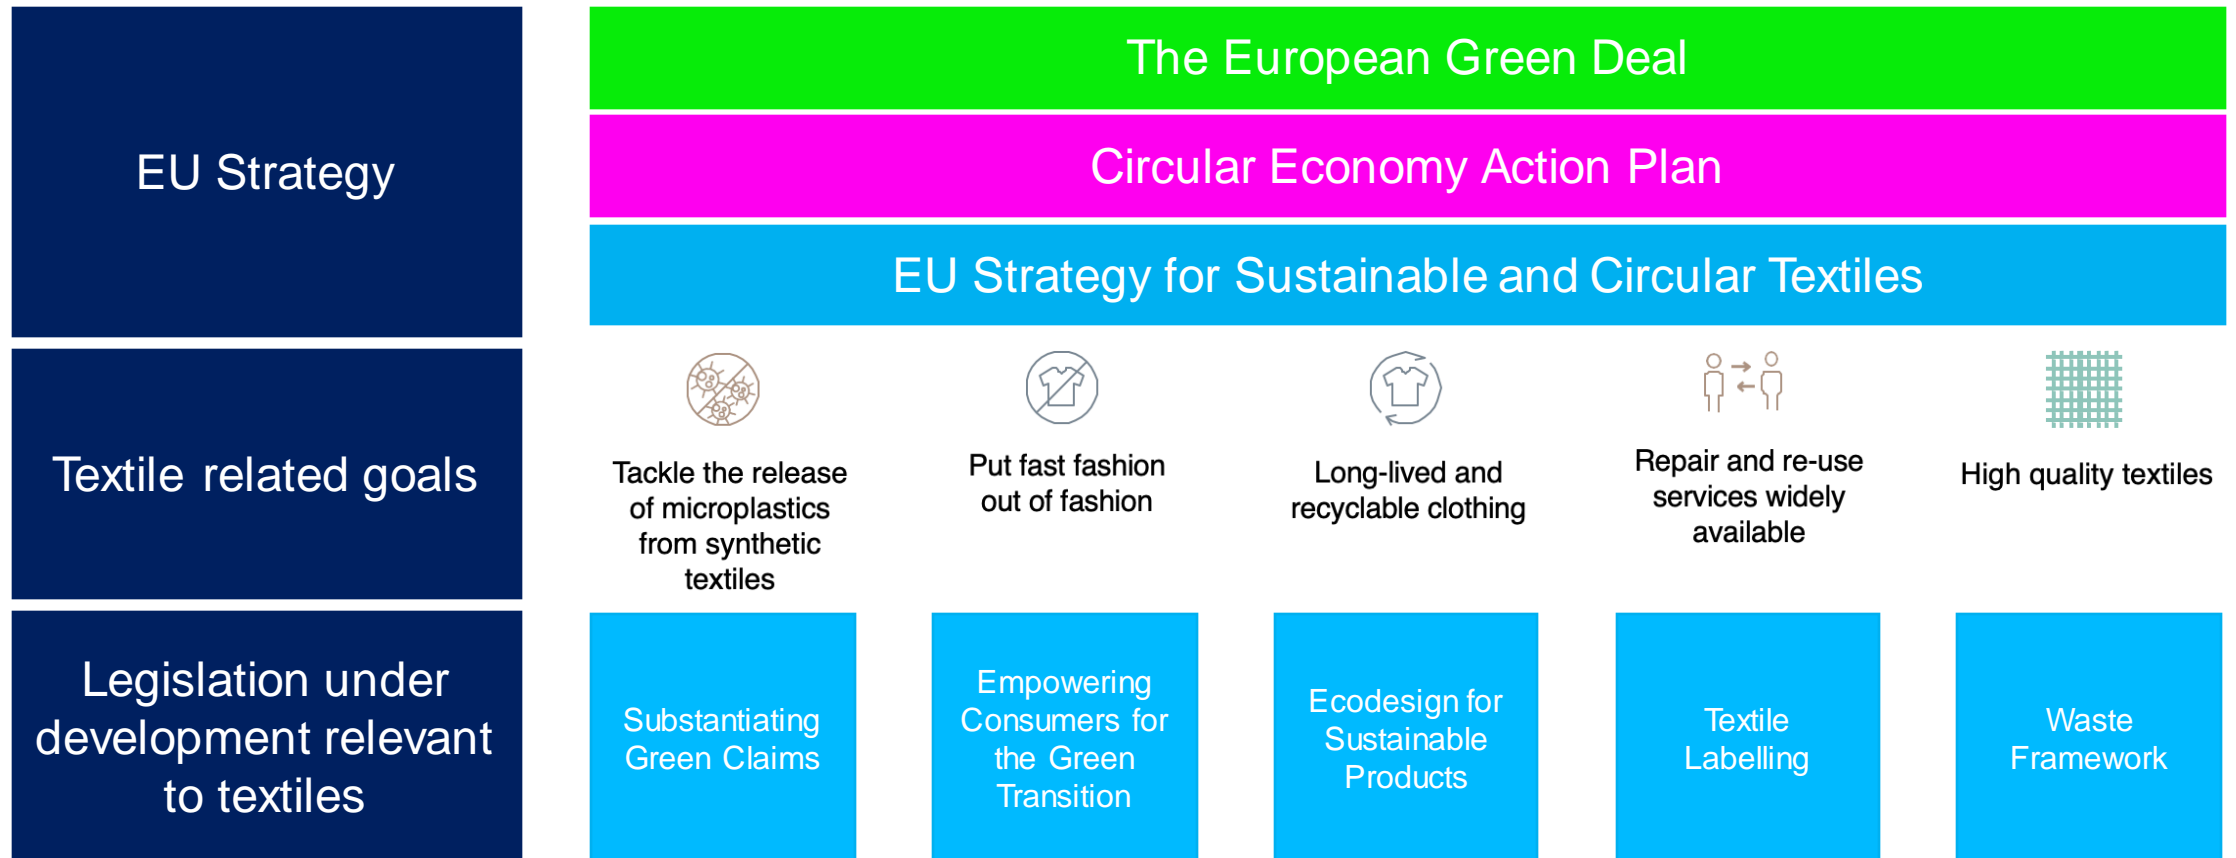 EU Strategy
The European Green Deal
Circular Economy Action Plan
EU Strategy for Sustainable and Circular Textiles
Textile related goals
Tackle the release
of microplastics
from synthetic
textiles
Put fast fashion
out of fashion
Long-lived and
recyclable clothing
Repair and re-use
services widely
available
High quality textiles
Legislation under
development relevant
to textiles
Substantiating
Green Claims
Empowering
Consumers for
the Green
Transition
Ecodesign for
Sustainable
Products
Textile
Labelling
Waste
Framework